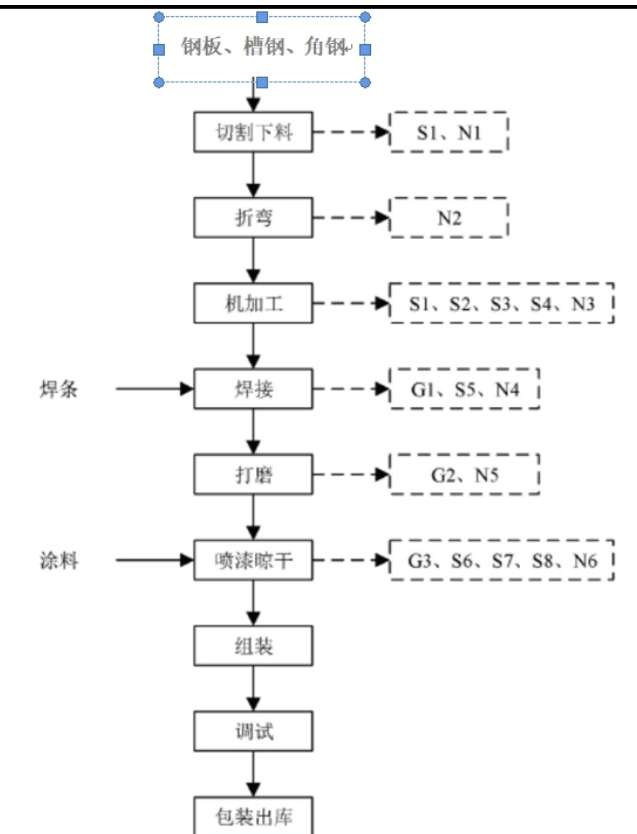 钢板、槽钢、角钢
切割下料
S1、N1
折弯
N2
机加工
S1、S2、S3、S4、N3
焊条
焊接
G1、S5、N4
打磨
G2、N5
涂料
喷漆晾干
G3、S6、S7、S8、N6
组装
调试
包装出库